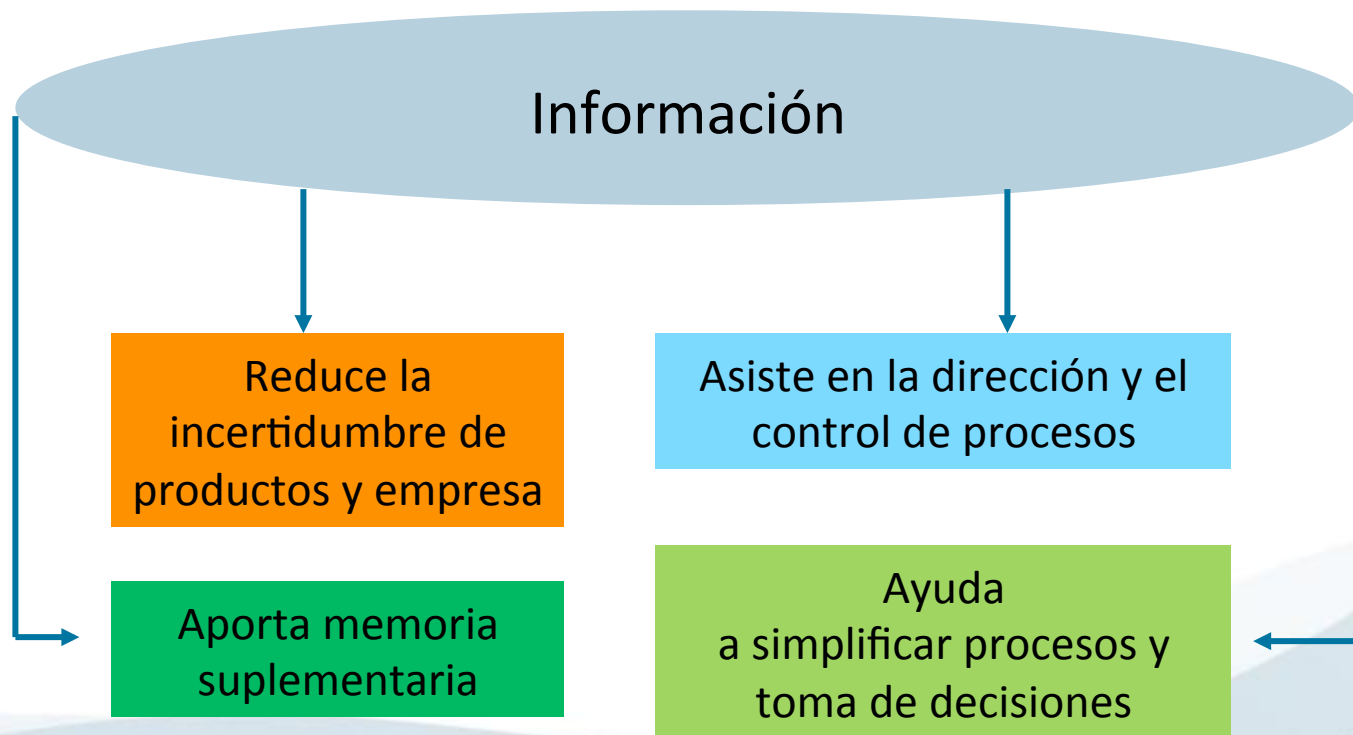 Información
Reduce la
incertidumbre de
productos y empresa
Asiste en la dirección y el
control de procesos
Aporta memoria
suplementaria
Ayuda
a simplificar procesos y
toma de decisiones